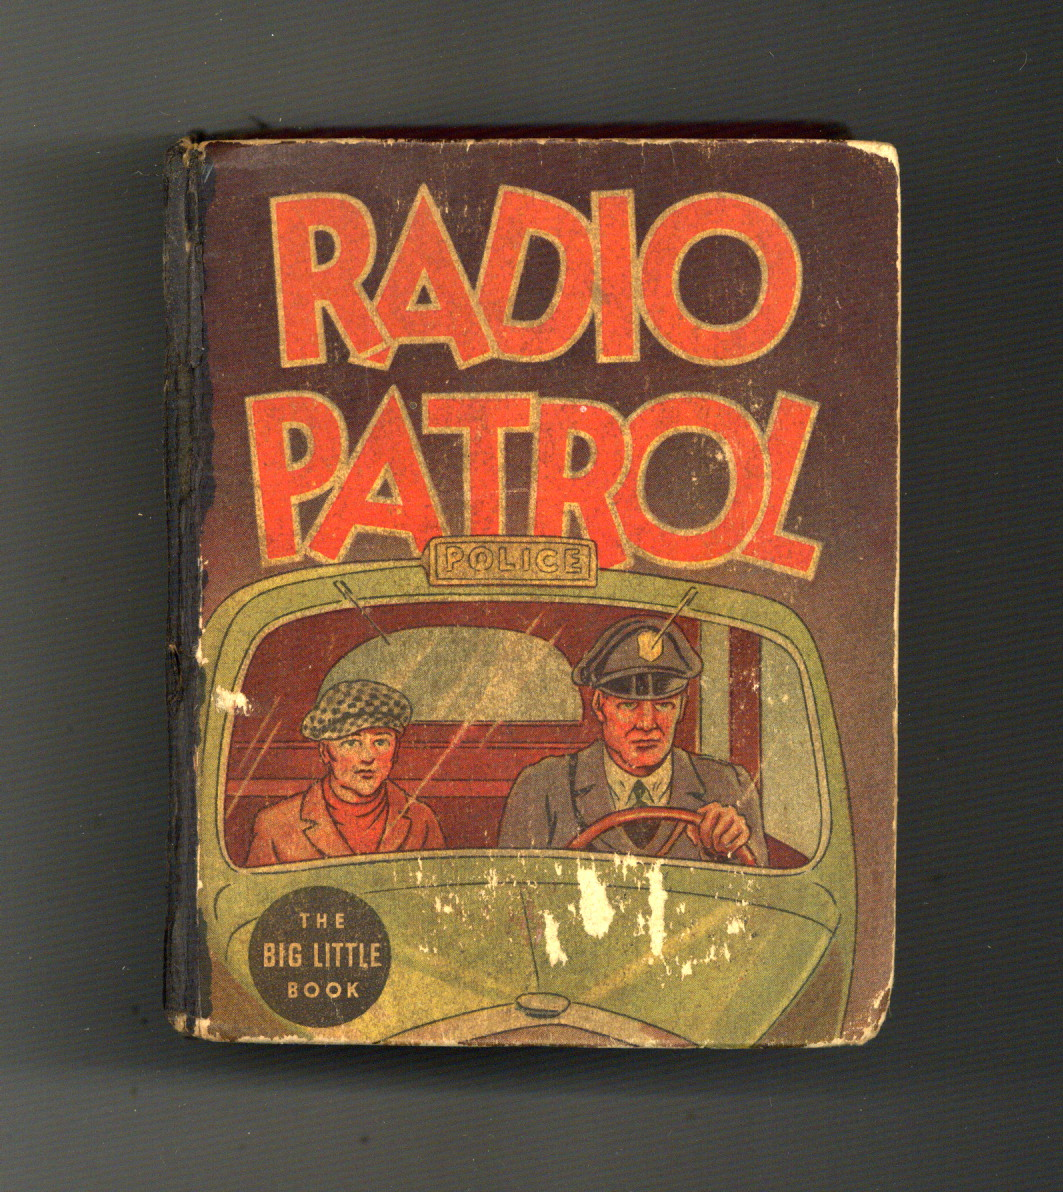 RADIO
PATROL
POLICE
THE
BIG LITTLE
BOOK